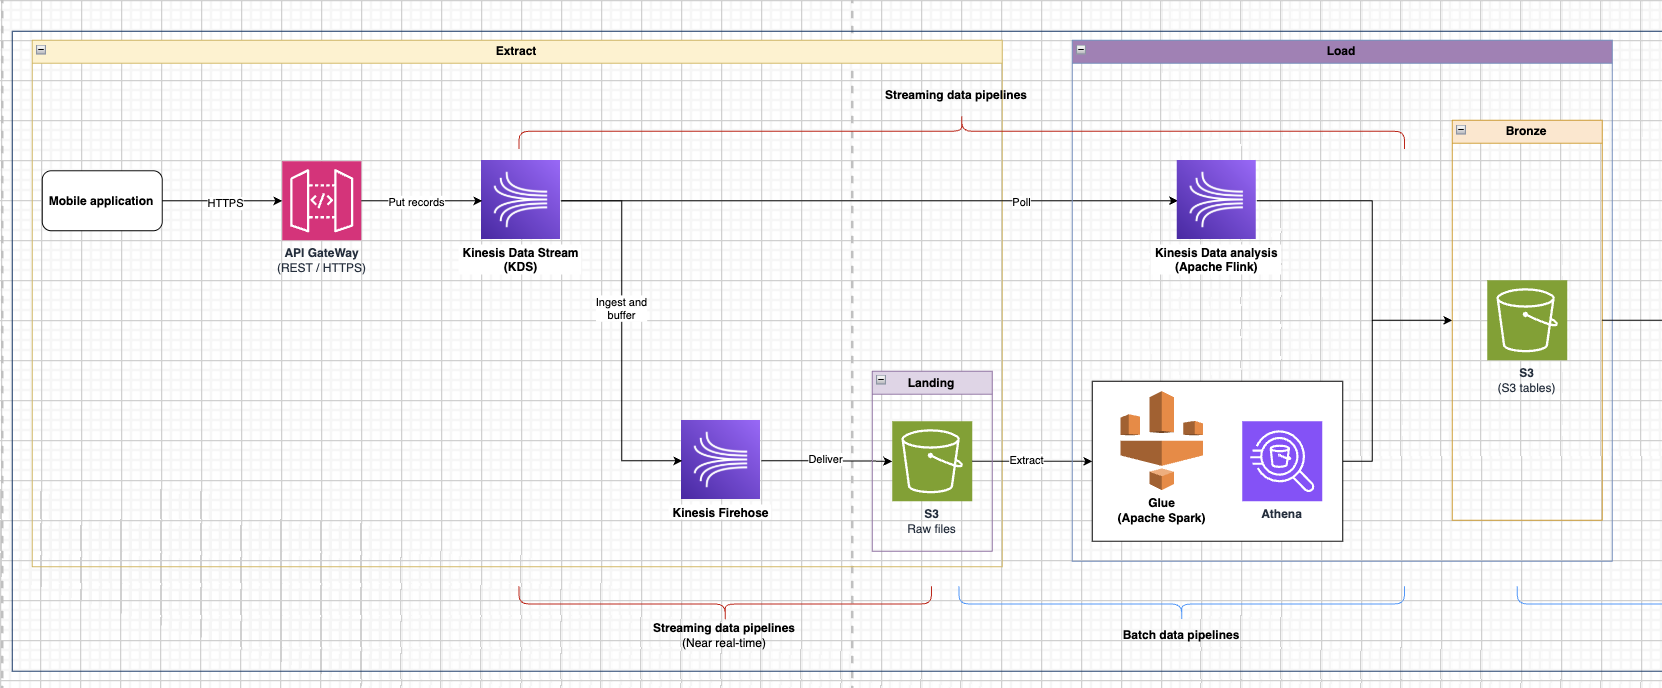 Extract
Load
Streaming data pipelines
Bronze
Mobile application
HTTPS
Put records
Poll
API GateWay
(REST / HTTPS)
Kinesis Data Stream
(KDS)
Kinesis Data analysis
(Apache Flink)
Ingest and
buffer
S3
(S3 tables)
Landing
Deliver
Extract
Kinesis Firehose
S3
Raw files
Glue
(Apache Spark)
Athena
Streaming data pipelines
(Near real-time)
Batch data pipelines